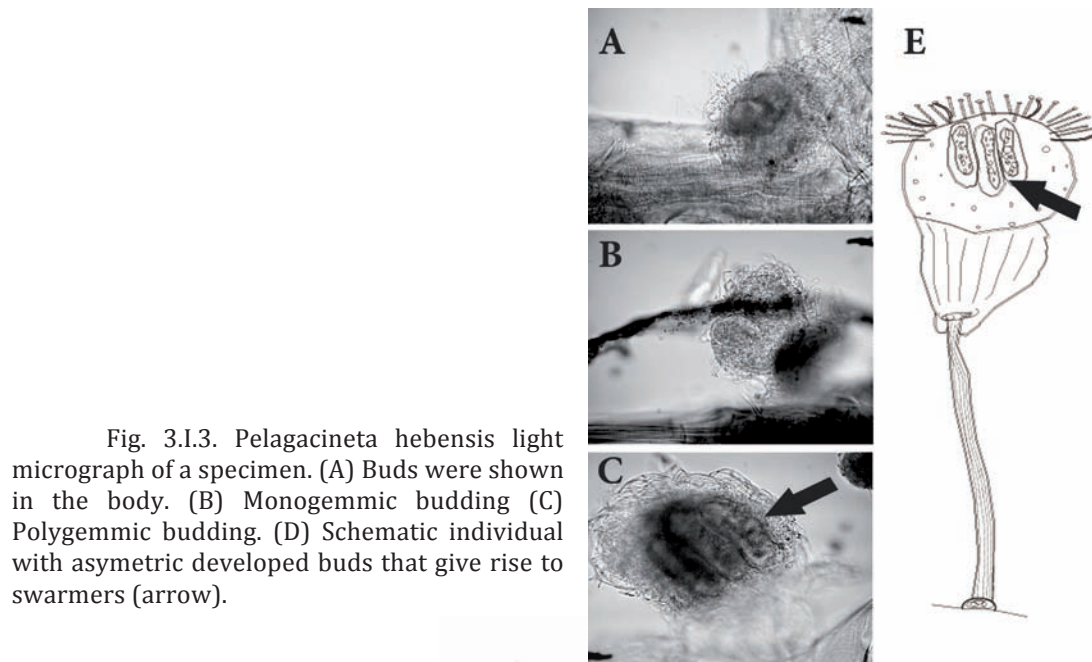 A
E
B
C
Fig. 3.I.3. Pelagacineta hebensis light
micrograph of a specimen. (A) Buds were shown
in the body. (B) Monogemmic budding (C)
Polygemmic budding. (D) Schematic individual
with asymetric developed buds that give rise to
swarmers (arrow).